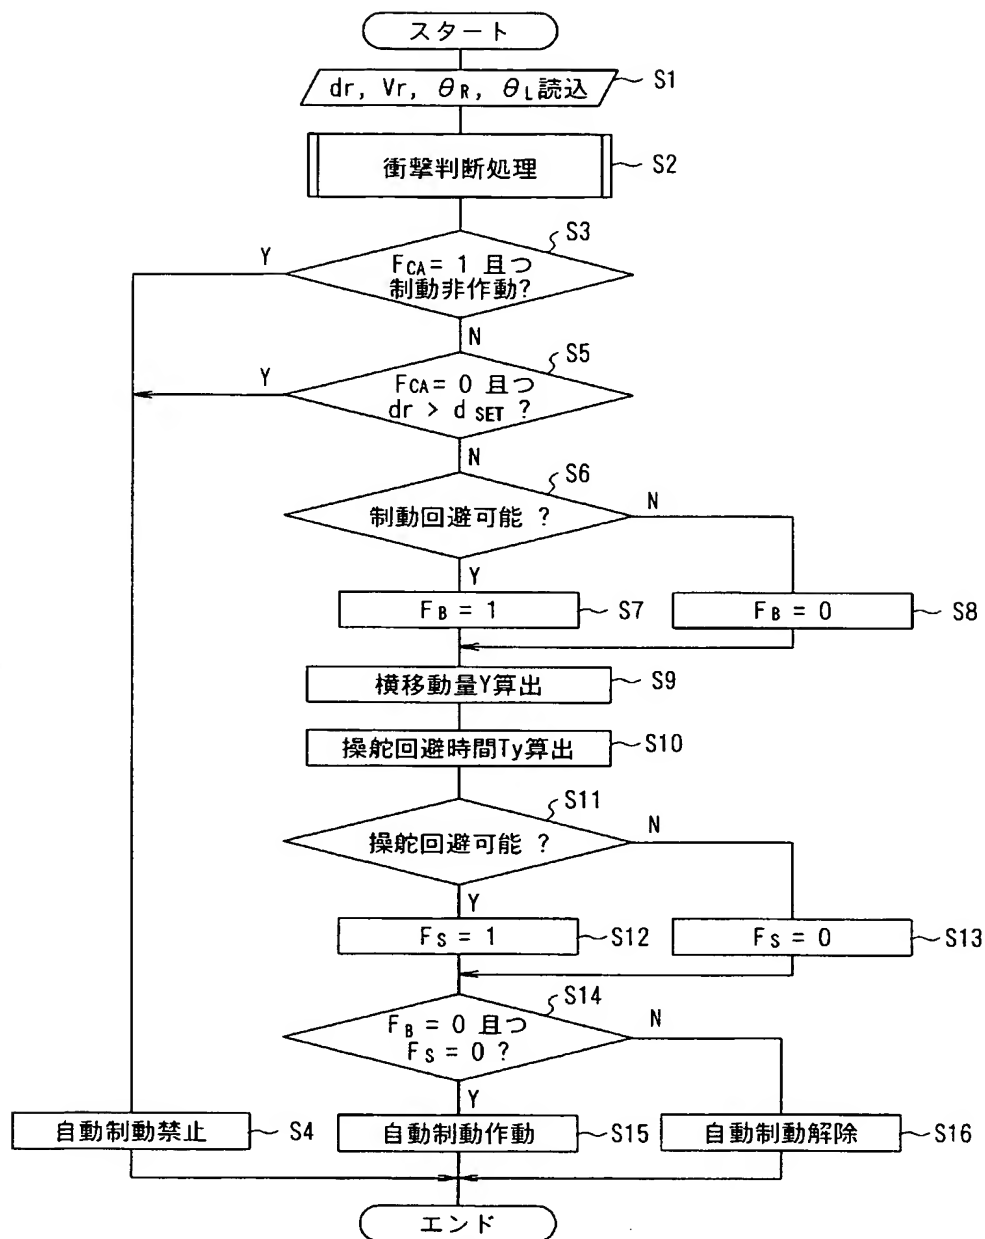 スタート
dr, Vr, θR, θL読込
S1
衝撃判断処理
S2
S3
Y
FCA= 1 且つ
制動非作動?
N
S5
Y
FCA= 0 且つ
dr > dSET ?
N
S6
N
制動回避可能 ?
Y
FB = 1
S7
FB = 0
S8
横移動量Y算出
S9
操舵回避時間Ty算出
S10
S11
N
操舵回避可能 ?
Y
FS = 1
S12
FS = 0
S13
S14
N
FB = 0 且つ
FS = 0 ?
Y
自動制動禁止
S4
自動制動作動
S15
自動制動解除
S16
エンド